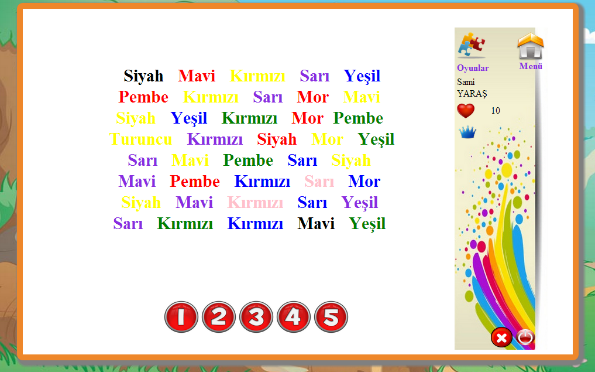 Siyah Mavi Kırmızı Sarı Yeşil
Pembe Kırmızı Sarı Mor Mavi
Siyah Yeşil Kırmızı Mor Pembe
Turuncu Kırmızı Siyah Mor Yeşil
Sarı Mavi Pembe Sarı Siyah
Mavi Pembe Kırmızı Sarı Mor
Siyah Mavi Kırmızı Sarı Yeşil
Sarı Kırmızı Kırmızı Mavi Yeşil
1 2 3 4 5
Oyunlar Menü
Sami
YARAŞ
10